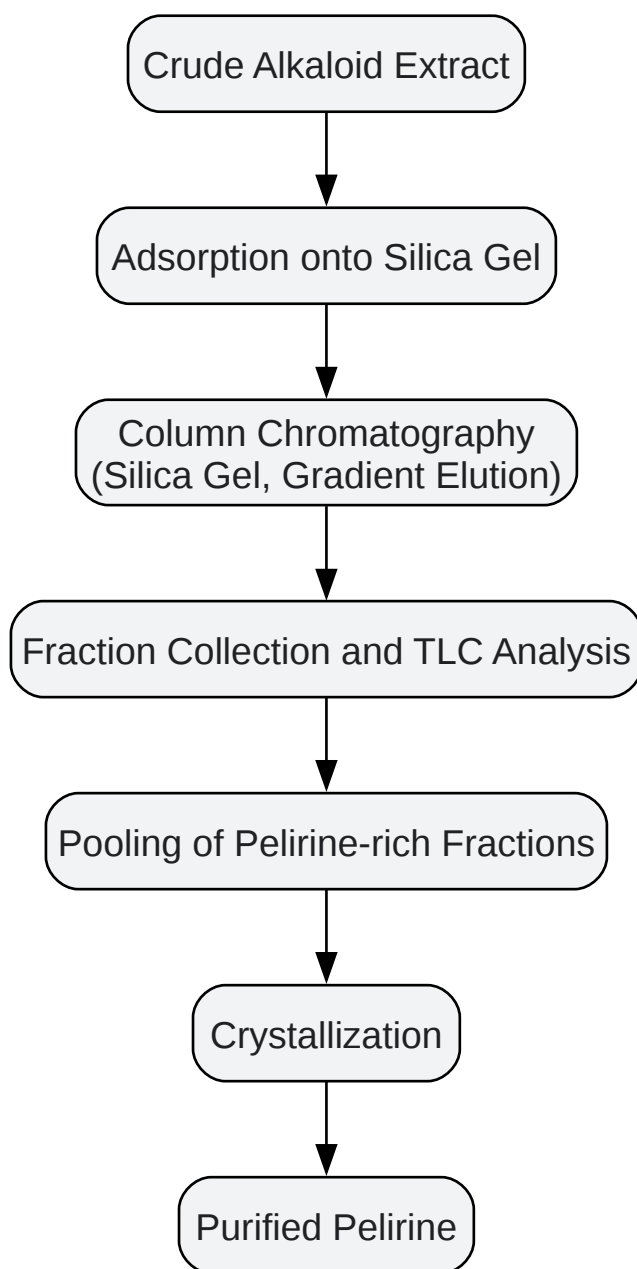 Crude Alkaloid Extract
Adsorption onto Silica Gel
Column Chromatography
(Silica Gel, Gradient Elution)
Fraction Collection and TLC Analysis
Pooling of Pelirine-rich Fractions
Crystallization
Purified Pelirine